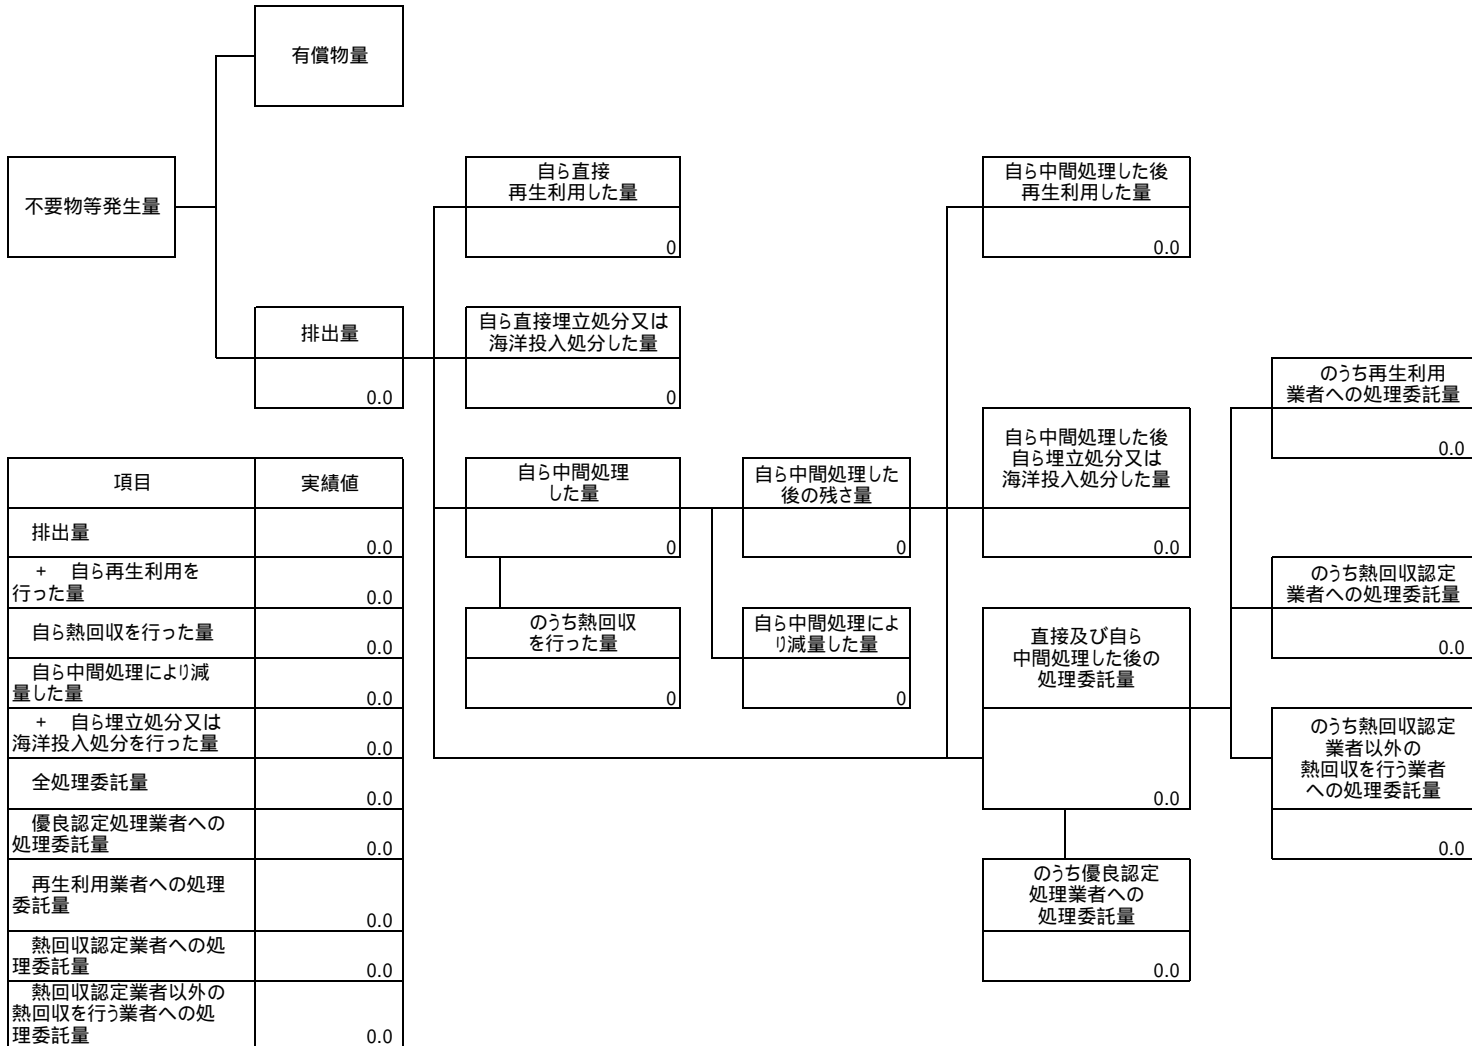 有償物量
不要物等発生量
自ら直接
再生利用した量
0
自ら中間処理した後
再生利用した量
0.0
排出量
0.0
自ら直接埋立処分又は
海洋投入処分した量
0
のうち再生利用
業者への処理委託量
0.0
自ら中間処理
した量
0
自ら中間処理した
後の残さ量
0
自ら中間処理した後
自ら埋立処分又は
海洋投入処分した量
0.0
のうち熱回収認定
業者への処理委託量
0.0
のうち熱回収
を行った量
0
自ら中間処理によ
り減量した量
0
直接及び自ら
中間処理した後の
処理委託量
0.0
のうち熱回収認定
業者以外の
熱回収を行う業者
への処理委託量
0.0
のうち優良認定
処理業者への
処理委託量
0.0
項目 実績値
排出量
0.0
+ 自ら再生利用を
行った量
0.0
自ら熱回収を行った量
0.0
自ら中間処理により減
量した量
0.0
+ 自ら埋立処分又は
海洋投入処分を行った量
0.0
全処理委託量
0.0
優良認定処理業者への
処理委託量
0.0
再生利用業者への処理
委託量
0.0
熱回収認定業者への処
理委託量
0.0
熱回収認定業者以外の
熱回収を行う業者への処
理委託量
0.0